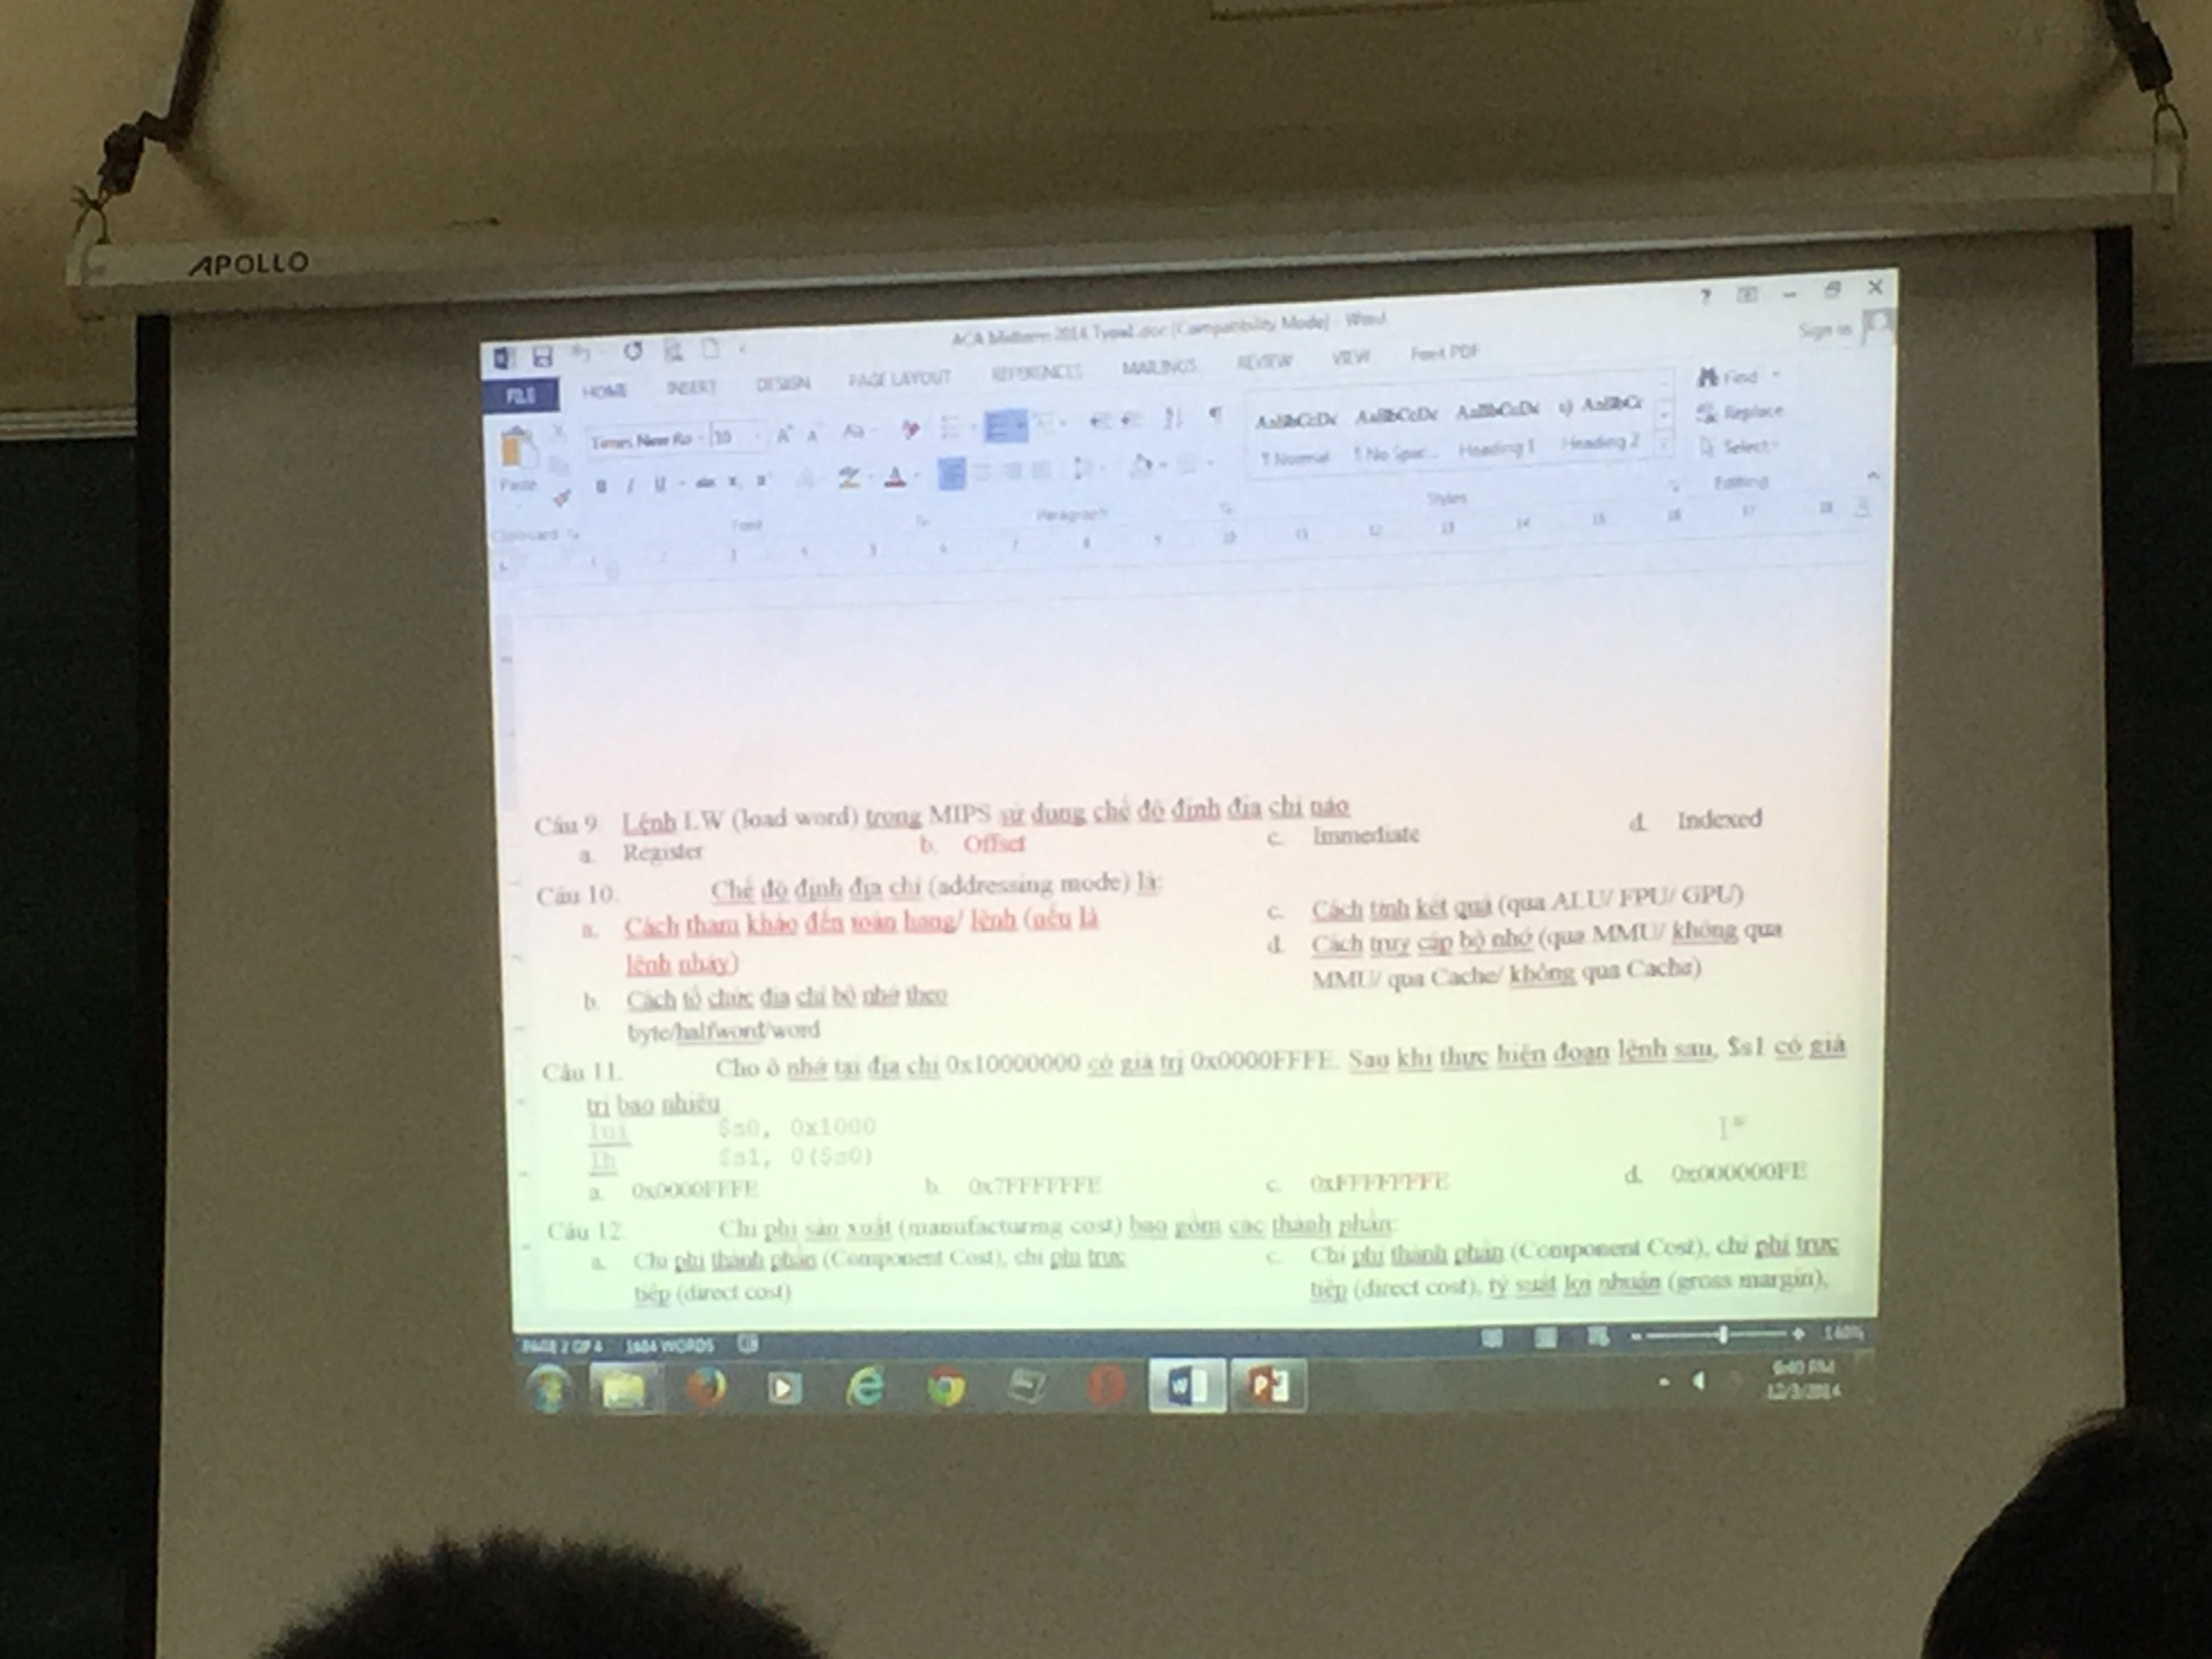 APOLLO
ACA Midterm 2014 Type1.doc [Compatibility Mode] - Word
Sign in
FILE HOME INSERT DESIGN PAGE LAYOUT REFERENCES MAILINGS REVIEW VIEW Foxit PDF
Find
Times New Ro 10 AaBbCcDc AaBbCcDc AaBbCcDc AaBbCc
Replace
Paste ¶ Normal ¶ No Spac... Heading 1 Heading 2
Select
Clipboard Font Paragraph Styles Editing
Câu 9 Lệnh LW (load word) trong MIPS sử dụng chế độ định địa chỉ nào
a. Register b. Offset c. Immediate d. Indexed
Câu 10. Chế độ định địa chỉ (addressing mode) là:
a. Cách tham khảo đến toán hạng/ lệnh (nếu là
lệnh nhảy)
b. Cách tổ chức địa chỉ bộ nhớ theo
byte/halfword/word
c. Cách tính kết quả (qua ALU/ FPU/ GPU)
d. Cách truy cập bộ nhớ (qua MMU/ không qua
MMU/ qua Cache/ không qua Cache)
Câu 11. Cho ô nhớ tại địa chỉ 0x10000000 có giá trị 0x0000FFFE. Sau khi thực hiện đoạn lệnh sau, $s1 có giá
trị bao nhiêu
lui $s0, 0x1000
lh $s1, 0($s0)
a. 0x0000FFFE b. 0x7FFFFFFE c. 0xFFFFFFFE d. 0x000000FE
Câu 12. Chi phí sản xuất (manufacturing cost) bao gồm các thành phần:
a. Chi phí thành phần (Component Cost), chi phí trực
tiếp (direct cost)
c. Chi phí thành phần (Component Cost), chi phí trực
tiếp (direct cost), tỷ suất lợi nhuận (gross margin),
PAGE 2 OF 4 1684 WORDS 140%
6:40 PM
12/3/2014